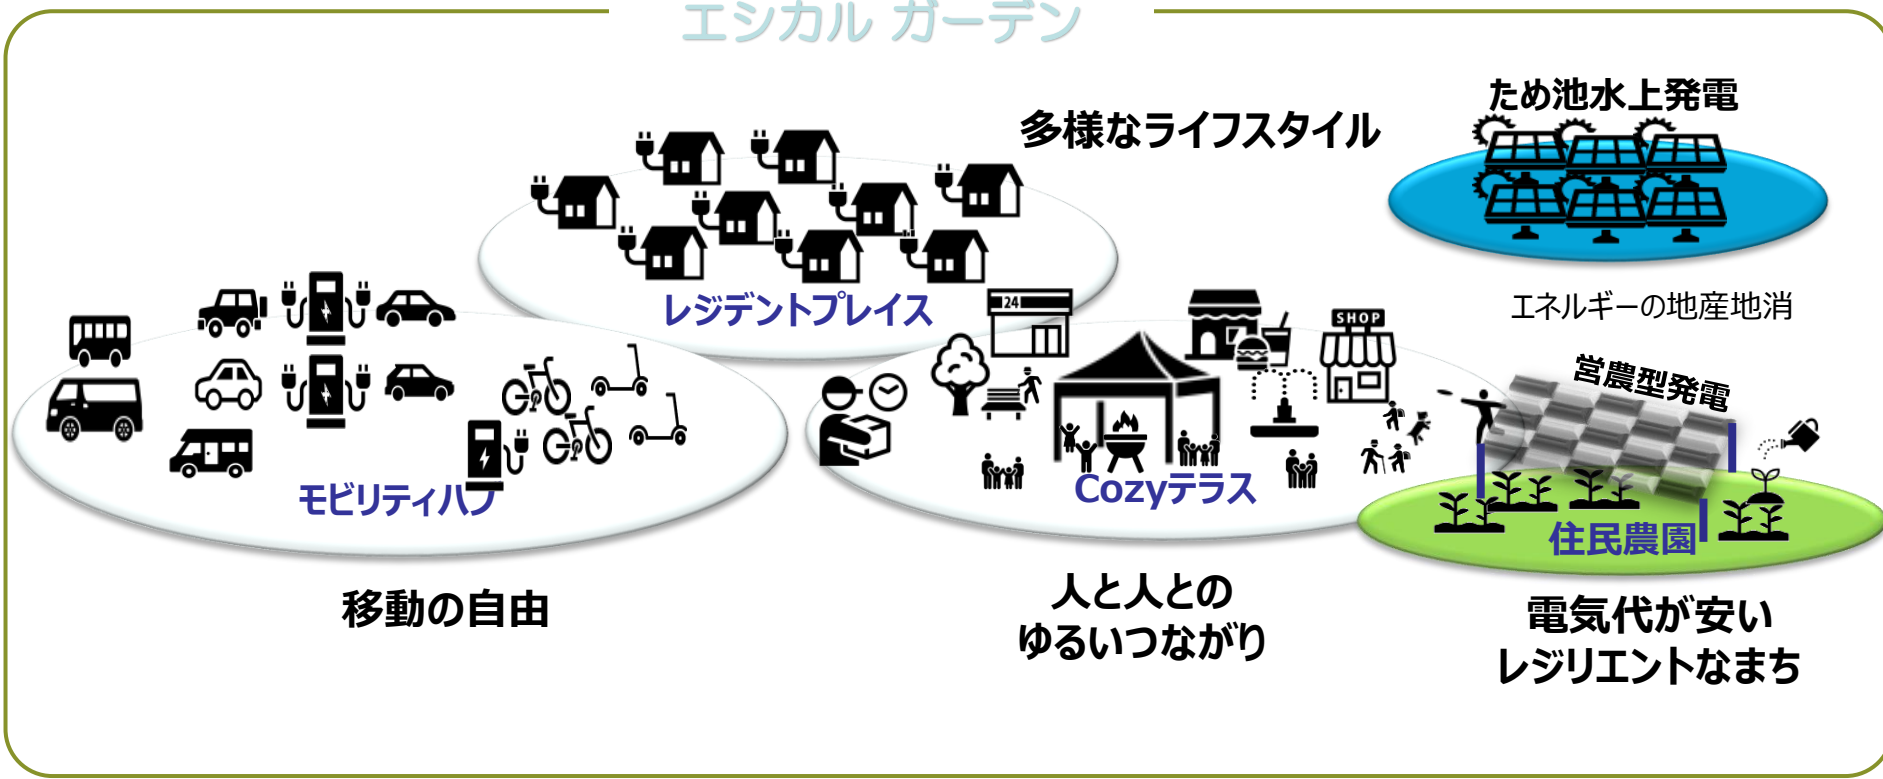 エシカル ガーデン
ため池水上発電
多様なライフスタイル
レジデントプレイス
エネルギーの地産地消
24
SHOP
営農型発電
モビリティハブ
Cozyテラス
住民農園
移動の自由
人と人との
ゆるいつながり
電気代が安い
レジリエントなまち